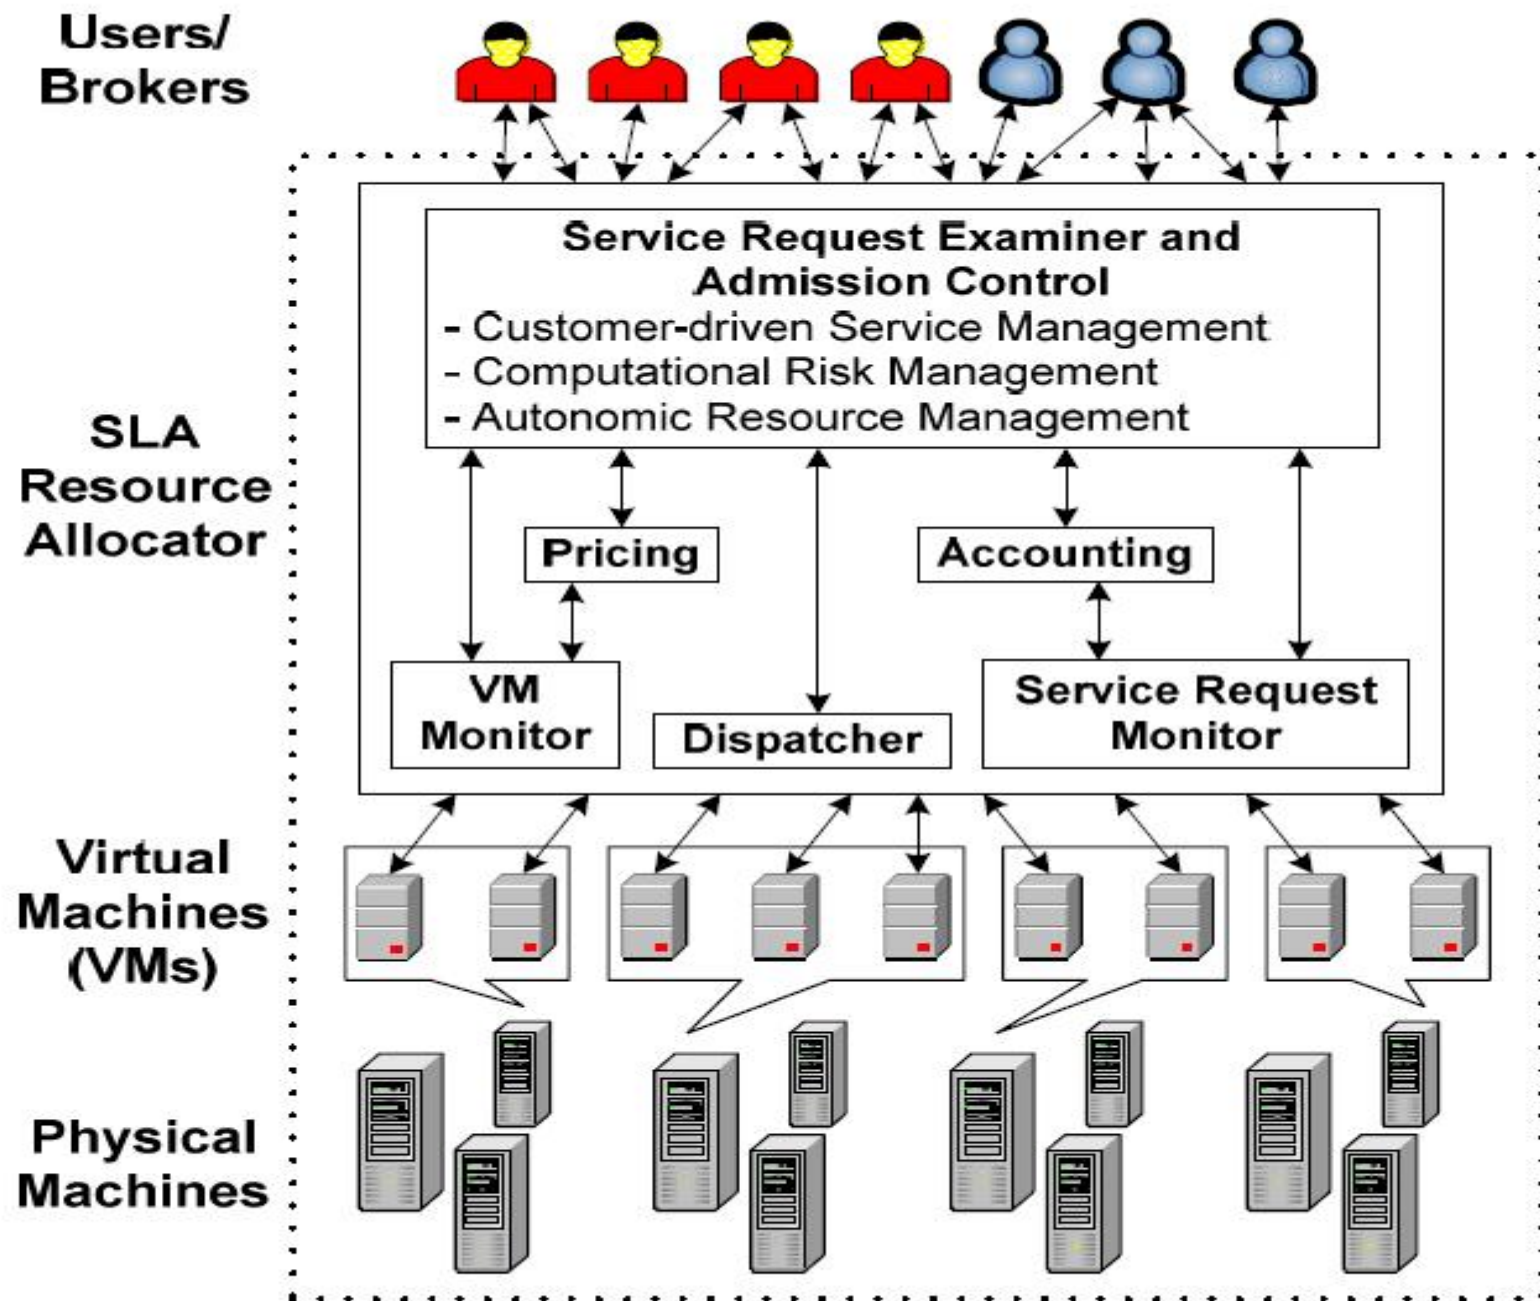 Users/
Brokers
Service Request Examiner and
Admission Control
- Customer-driven Service Management
- Computational Risk Management
- Autonomic Resource Management
SLA
Resource
Allocator
Pricing
Accounting
VM
Monitor
Dispatcher
Service Request
Monitor
Virtual
Machines
(VMs)
Physical
Machines